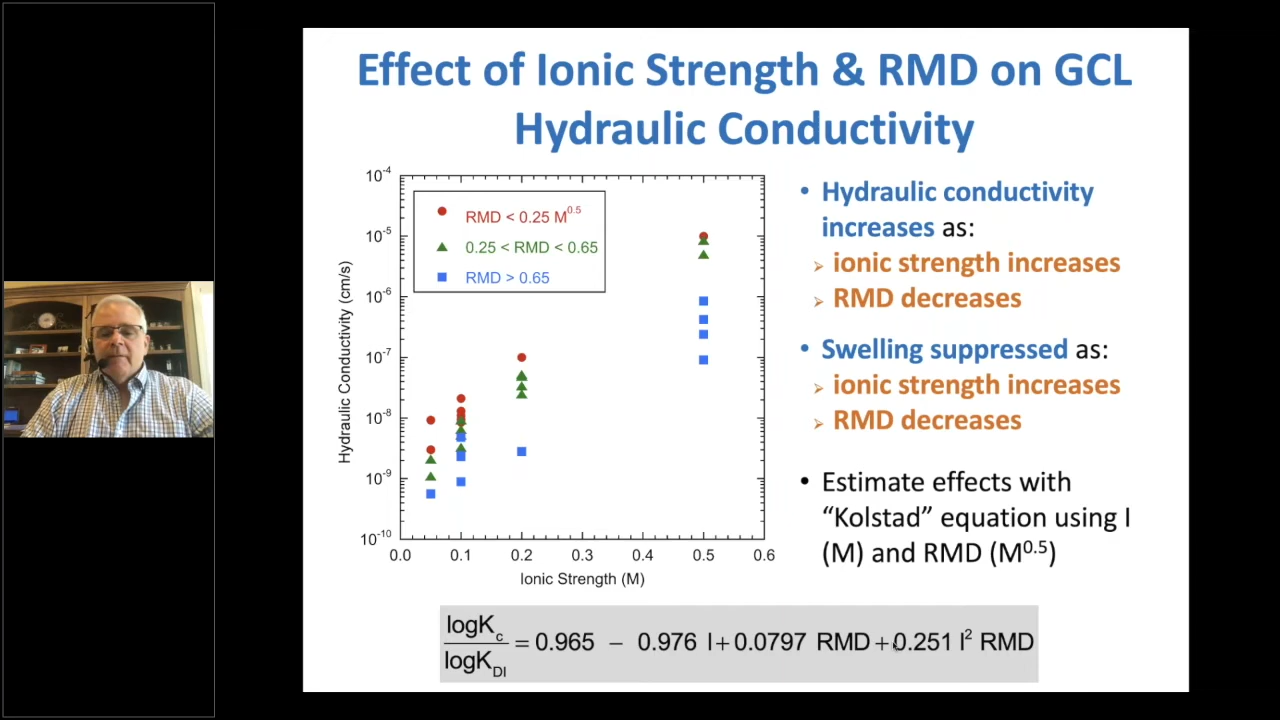 Effect of Ionic Strength & RMD on GCL
Hydraulic Conductivity
10-4
10-5
10-6
10-7
10-8
10-9
10-10
Hydraulic Conductivity (cm/s)
RMD < 0.25 M0.5
0.25 < RMD < 0.65
RMD > 0.65
0.0 0.1 0.2 0.3 0.4 0.5 0.6
Ionic Strength (M)
• Hydraulic conductivity
increases as:
➢ ionic strength increases
➢ RMD decreases
• Swelling suppressed as:
➢ ionic strength increases
➢ RMD decreases
• Estimate effects with
“Kolstad” equation using I
(M) and RMD (M0.5)
logKc
logKDI
= 0.965 − 0.976 I + 0.0797 RMD + 0.251 I2 RMD